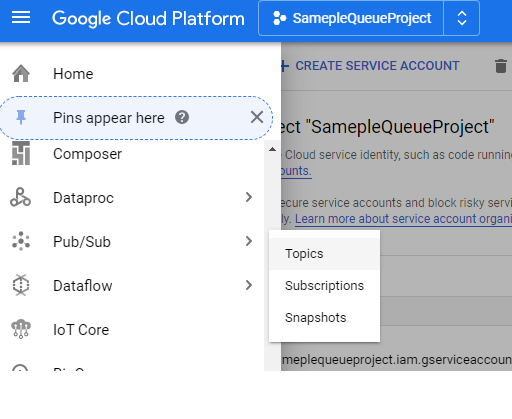 Google Cloud Platform
SamepleQueueProject
Home
CREATE SERVICE ACCOUNT
Pins appear here
ect "SamepleQueueProject"
Composer
Cloud service identity, such as code runnin
ounts.
Dataproc
ecure service accounts and block risky servi
ly. Learn more about service account organi
Pub/Sub
Topics
Dataflow
Subscriptions
IoT Core
Snapshots
meplequeueproject.iam.gserviceaccoun